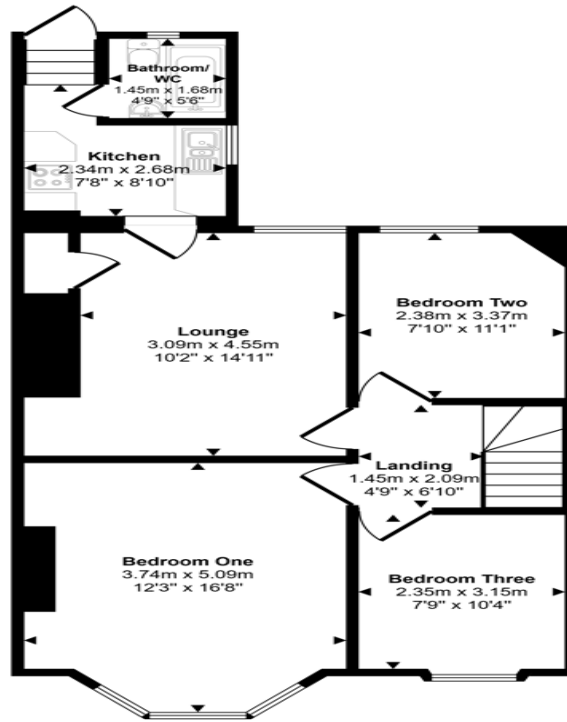 Bathroom/
WC
1.45m x 1.68m
4'9" x 5'6"
Kitchen
2.34m x 2.68m
7'8" x 8'10"
Lounge
3.09m x 4.55m
10'2" x 14'11"
Bedroom Two
2.38m x 3.37m
7'10" x 11'1"
Landing
1.45m x 2.09m
4'9" x 6'10"
Bedroom One
3.74m x 5.09m
12'3" x 16'8"
Bedroom Three
2.35m x 3.15m
7'9" x 10'4"